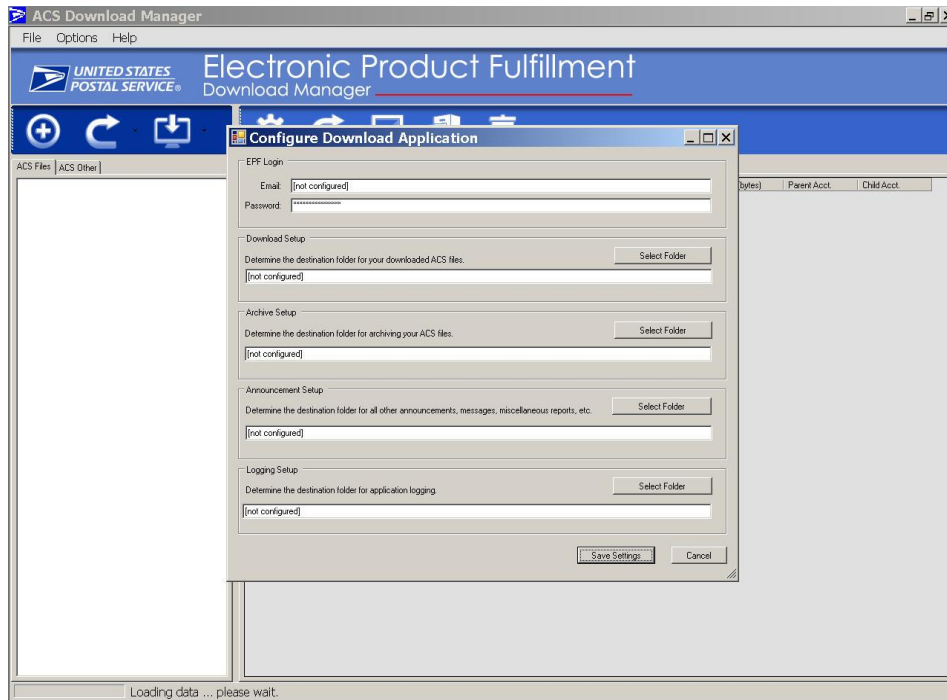 ACS Download Manager
File Options Help
UNITED STATES
POSTAL SERVICE®
Electronic Product Fulfillment
Download Manager
ACS Files ACS Other
(bytes) Parent Acct. Child Acct.
Configure Download Application
EPF Login
Email: [not configured]
Password: **************
Download Setup
Determine the destination folder for your downloaded ACS files.
Select Folder
[not configured]
Archive Setup
Determine the destination folder for archiving your ACS files.
Select Folder
[not configured]
Announcement Setup
Determine the destination folder for all other announcements, messages, miscellaneous reports, etc.
Select Folder
[not configured]
Logging Setup
Determine the destination folder for application logging.
Select Folder
[not configured]
Save Settings Cancel
Loading data ... please wait.